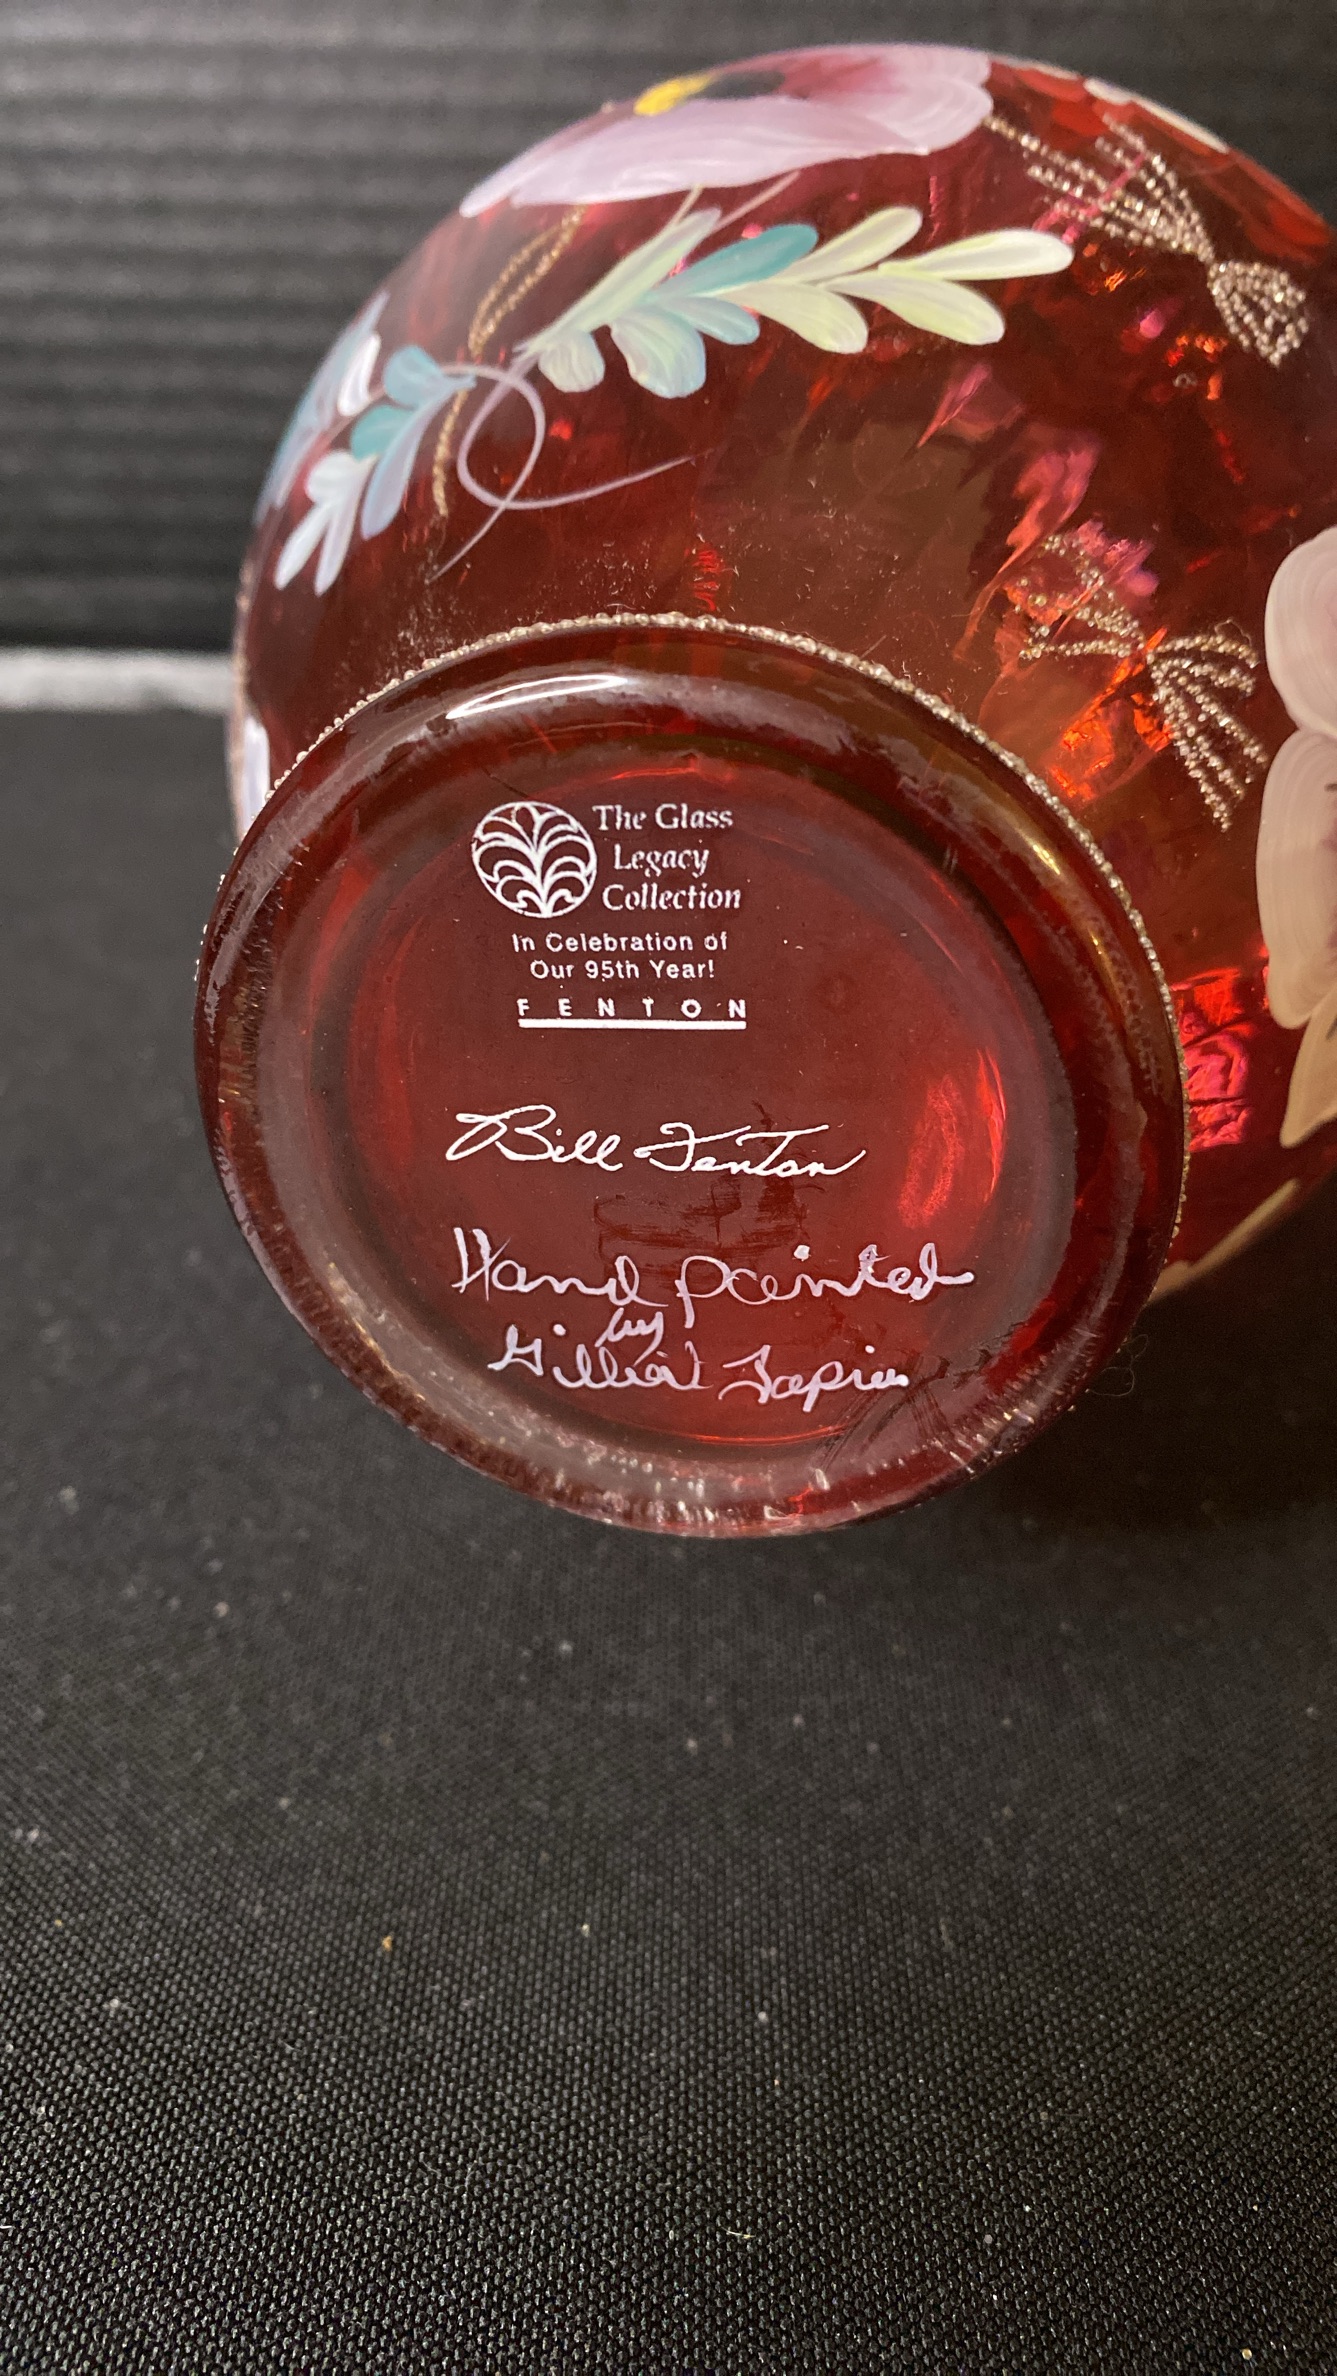 The Glass
Legacy
Collection
In Celebration of
Our 95th Year!
FENTON
Bill Fenton
Hand painted
by